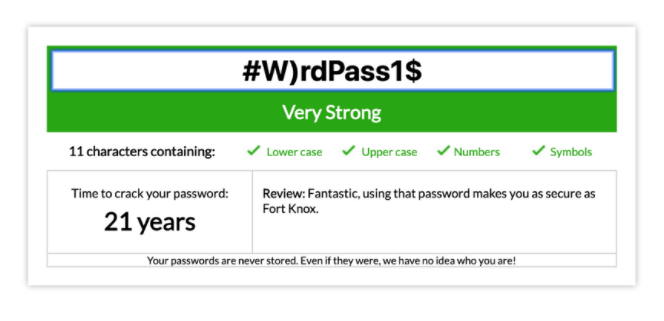 #W)rdPass1$
Very Strong
11 characters containing: Lower case Upper case Numbers Symbols
Time to crack your password:
21 years
Review: Fantastic, using that password makes you as secure as
Fort Knox.
Your passwords are never stored. Even if they were, we have no idea who you are!